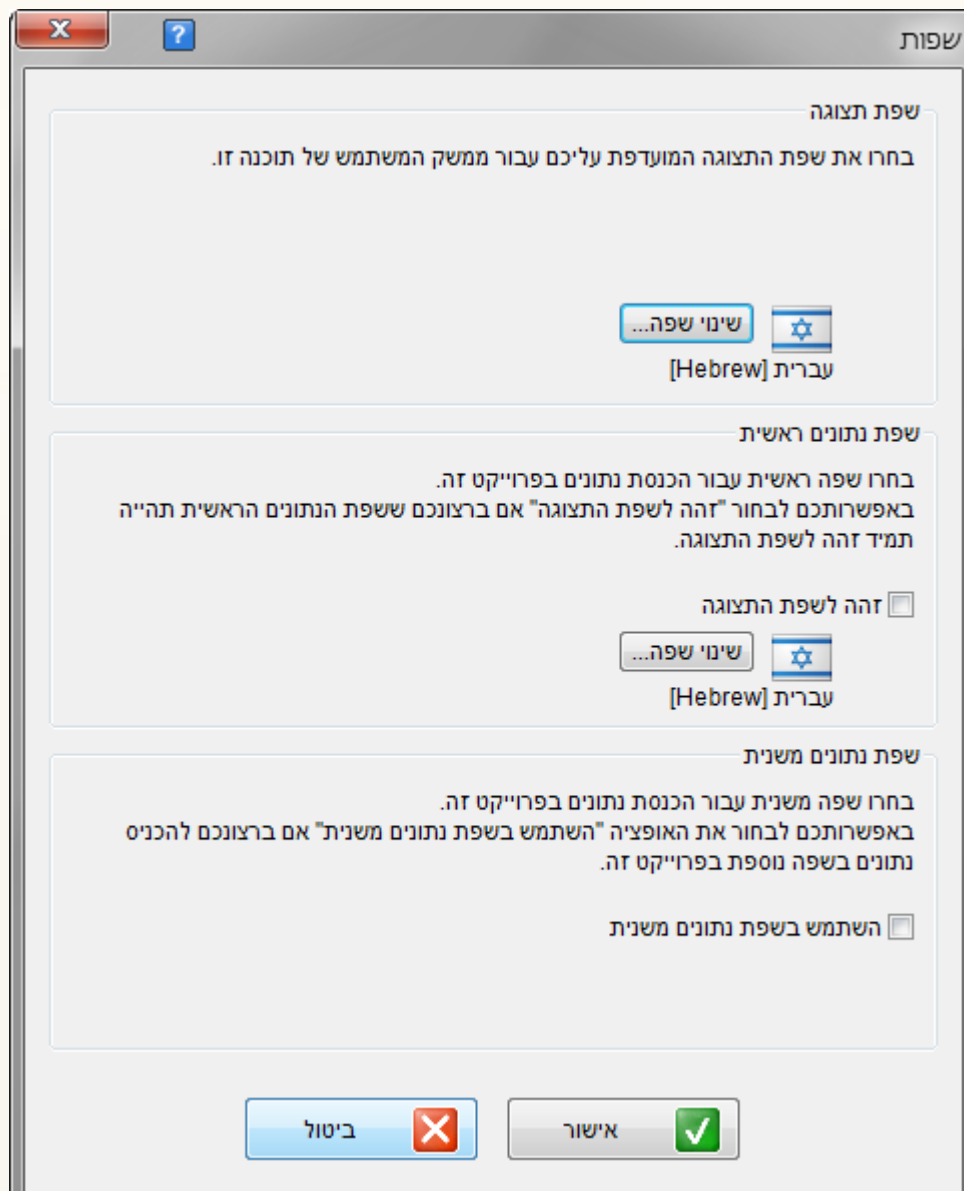 שפות
שפת תצוגה
בחרו את שפת התצוגה המועדפת עליכם עבור ממשק המשתמש של תוכנה זו.
שינוי שפה...
עברית [Hebrew]
שפת נתונים ראשית
בחרו שפה ראשית עבור הכנסת נתונים בפרוייקט זה.
באפשרותכם לבחור "זהה לשפת התצוגה" אם ברצונכם ששפת הנתונים הראשית תהייה
תמיד זהה לשפת התצוגה.
זהה לשפת התצוגה
שינוי שפה...
עברית [Hebrew]
שפת נתונים משנית
בחרו שפה משנית עבור הכנסת נתונים בפרוייקט זה.
באפשרותכם לבחור את האופציה "השתמש בשפת נתונים משנית" אם ברצונכם להכניס
נתונים בשפה נוספת בפרוייקט זה.
השתמש בשפת נתונים משנית
אישור
ביטול